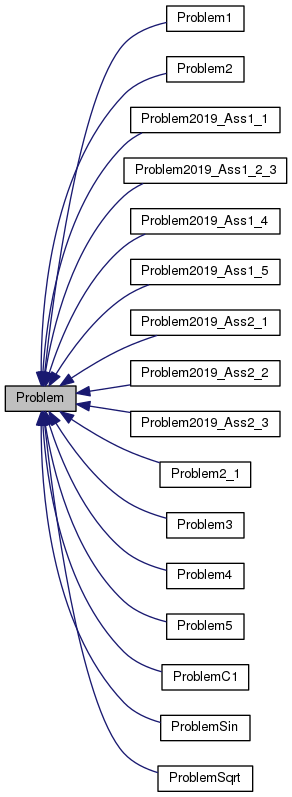 Problem1
Problem2
Problem2019_Ass1_1
Problem2019_Ass1_2_3
Problem2019_Ass1_4
Problem2019_Ass1_5
Problem2019_Ass2_1
Problem2019_Ass2_2
Problem
Problem2019_Ass2_3
Problem2_1
Problem3
Problem4
Problem5
ProblemC1
ProblemSin
ProblemSqrt